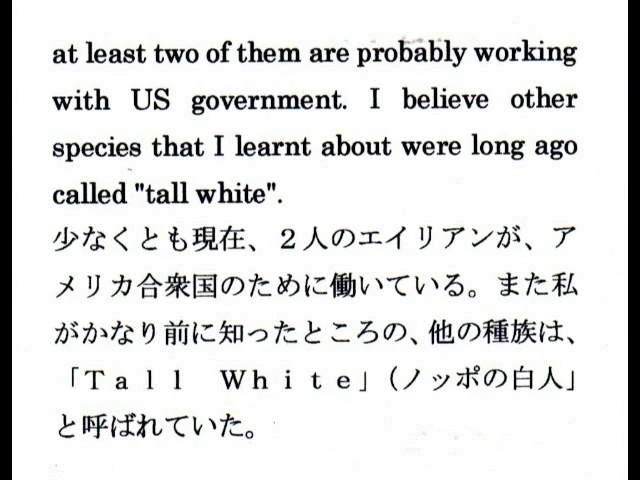 at least two of them are probably working
with US government. I believe other
species that I learnt about were long ago
called "tall white".
少なくとも現在、２人のエイリアンが、ア
メリカ合衆国のために働いている。また私
がかなり前に知ったところの、他の種族は、
「Ｔａｌｌ　Ｗｈｉｔｅ」（ノッポの白人」
と呼ばれていた。